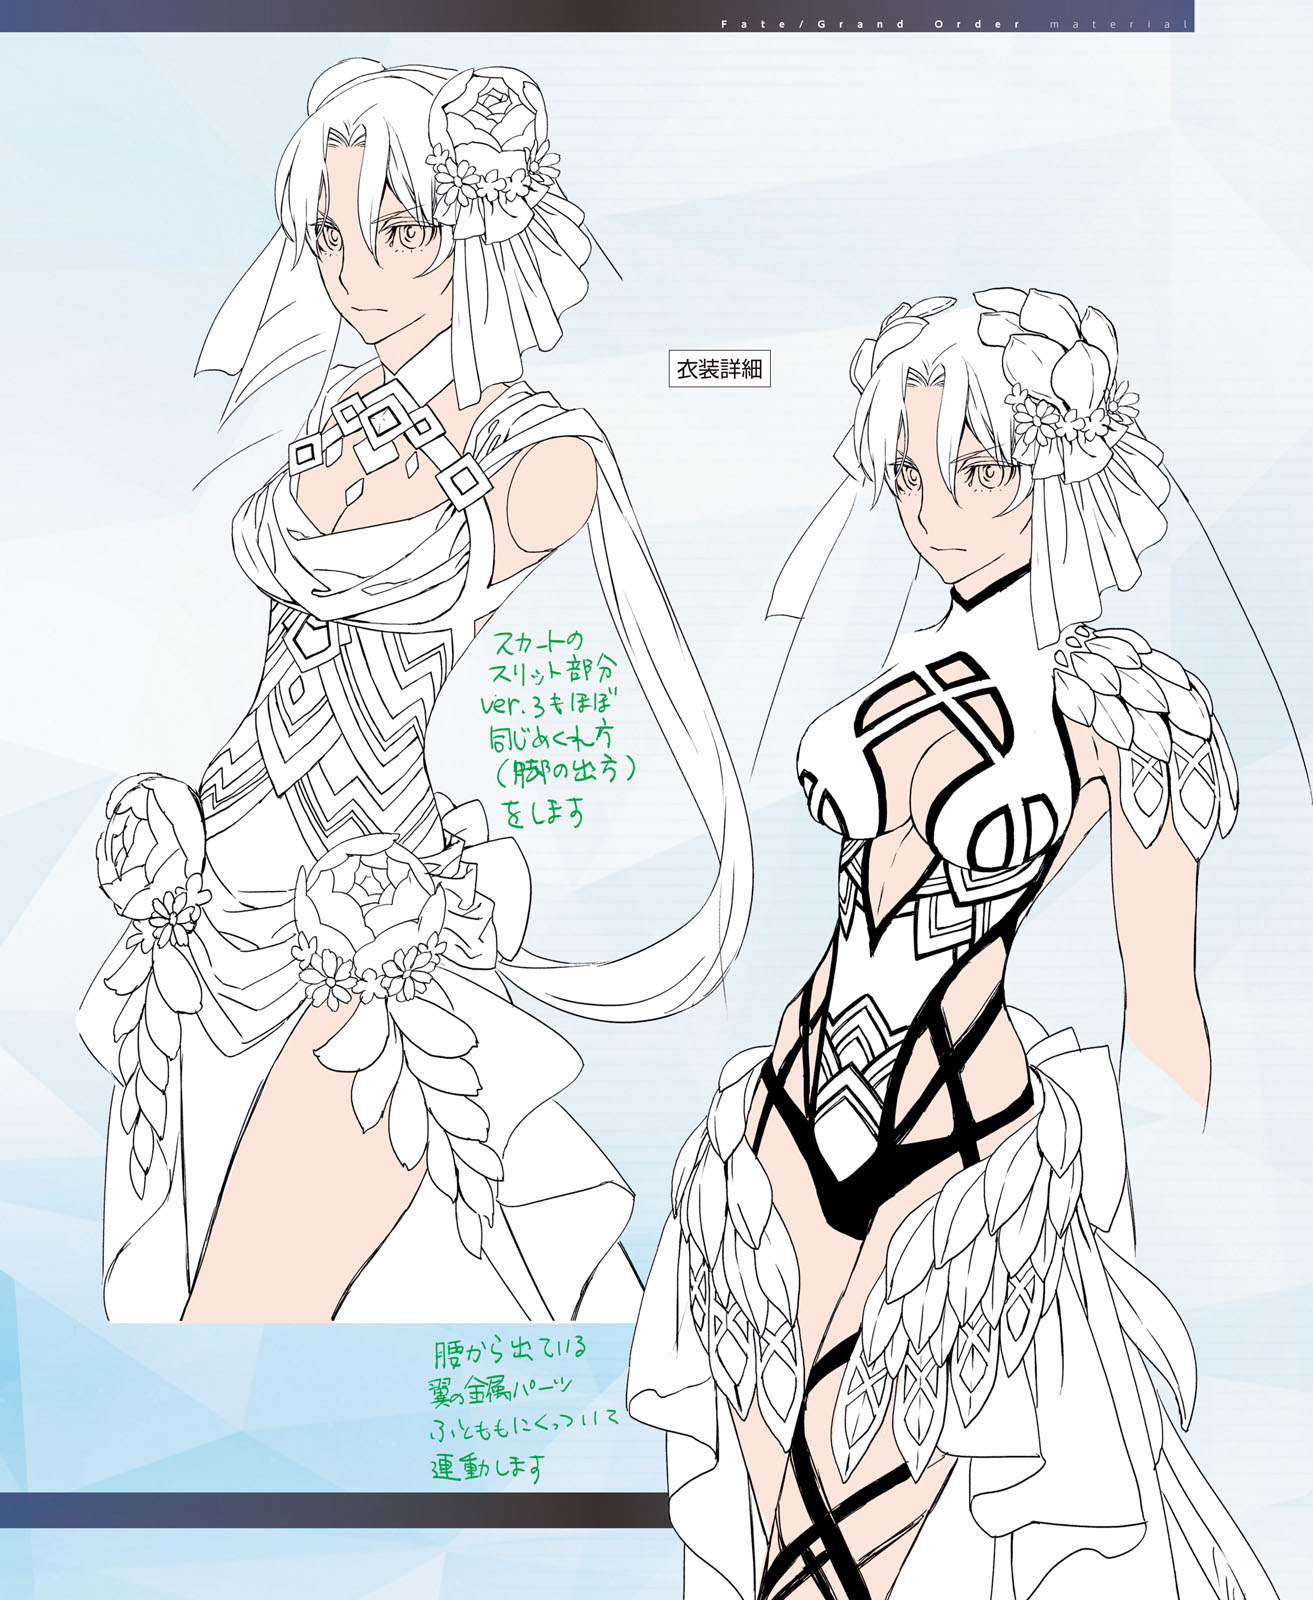 Fate/Grand Order material
衣装詳細
スカートの
スリット部分
ver.3もほぼ
同じめくれ方
(脚の出方)
をします
腰から出ている
翼の金属パーツ
ふとももにくっついて
運動します